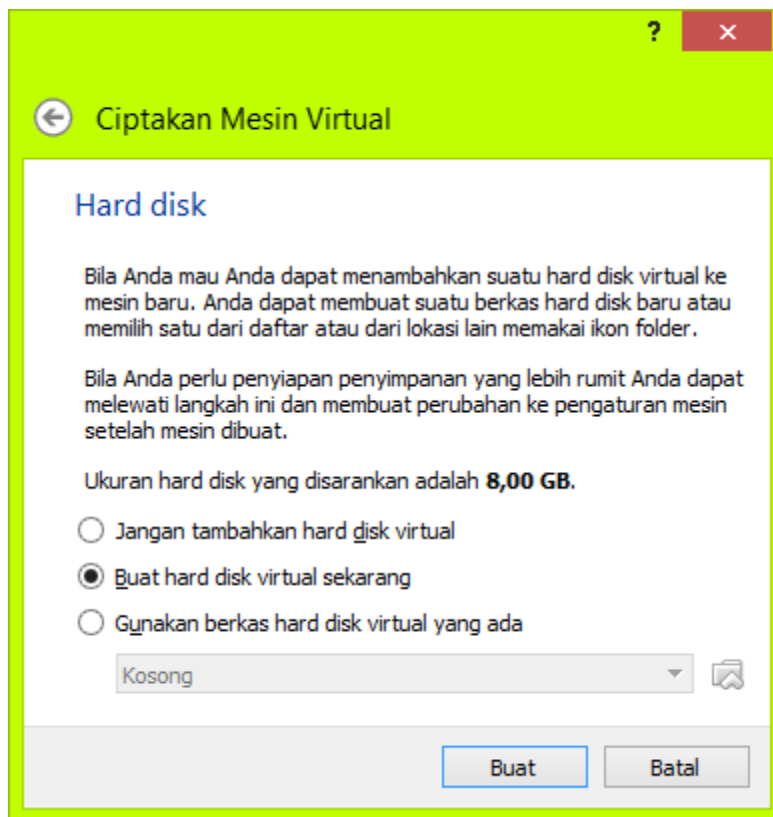 ?
Ciptakan Mesin Virtual
Hard disk
Bila Anda mau Anda dapat menambahkan suatu hard disk virtual ke
mesin baru. Anda dapat membuat suatu berkas hard disk baru atau
memilih satu dari daftar atau dari lokasi lain memakai ikon folder.
Bila Anda perlu penyiapan penyimpanan yang lebih rumit Anda dapat
melewati langkah ini dan membuat perubahan ke pengaturan mesin
setelah mesin dibuat.
Ukuran hard disk yang disarankan adalah 8,00 GB.
Jangan tambahkan hard disk virtual
Buat hard disk virtual sekarang
Gunakan berkas hard disk virtual yang ada
Kosong
Buat Batal